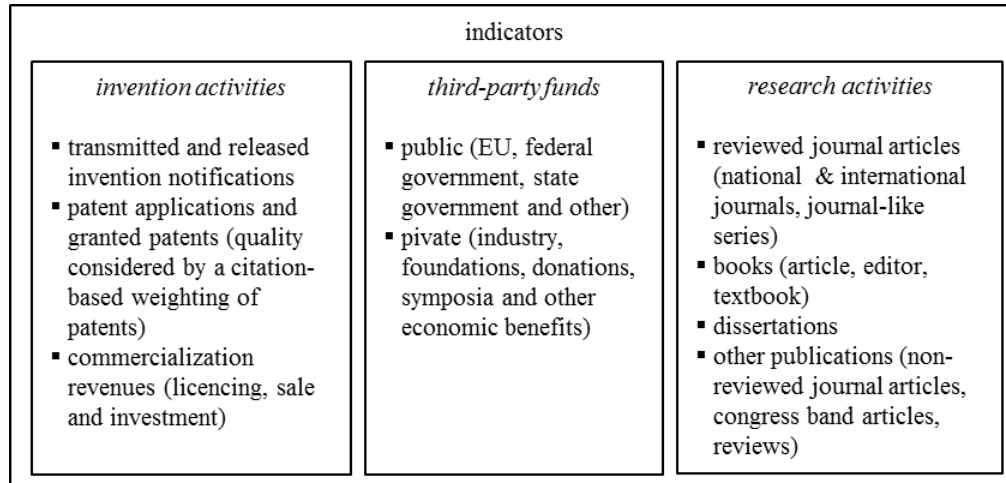 indicators
invention activities
▪ transmitted and released
invention notifications
▪ patent applications and
granted patents (quality
considered by a citation-
based weighting of
patents)
▪ commercialization
revenues (licencing, sale
and investment)
third-party funds
▪ public (EU, federal
government, state
government and other)
▪ pivate (industry,
foundations, donations,
symposia and other
economic benefits)
research activities
▪ reviewed journal articles
(national & international
journals, journal-like
series)
▪ books (article, editor,
textbook)
▪ dissertations
▪ other publications (non-
reviewed journal articles,
congress band articles,
reviews)